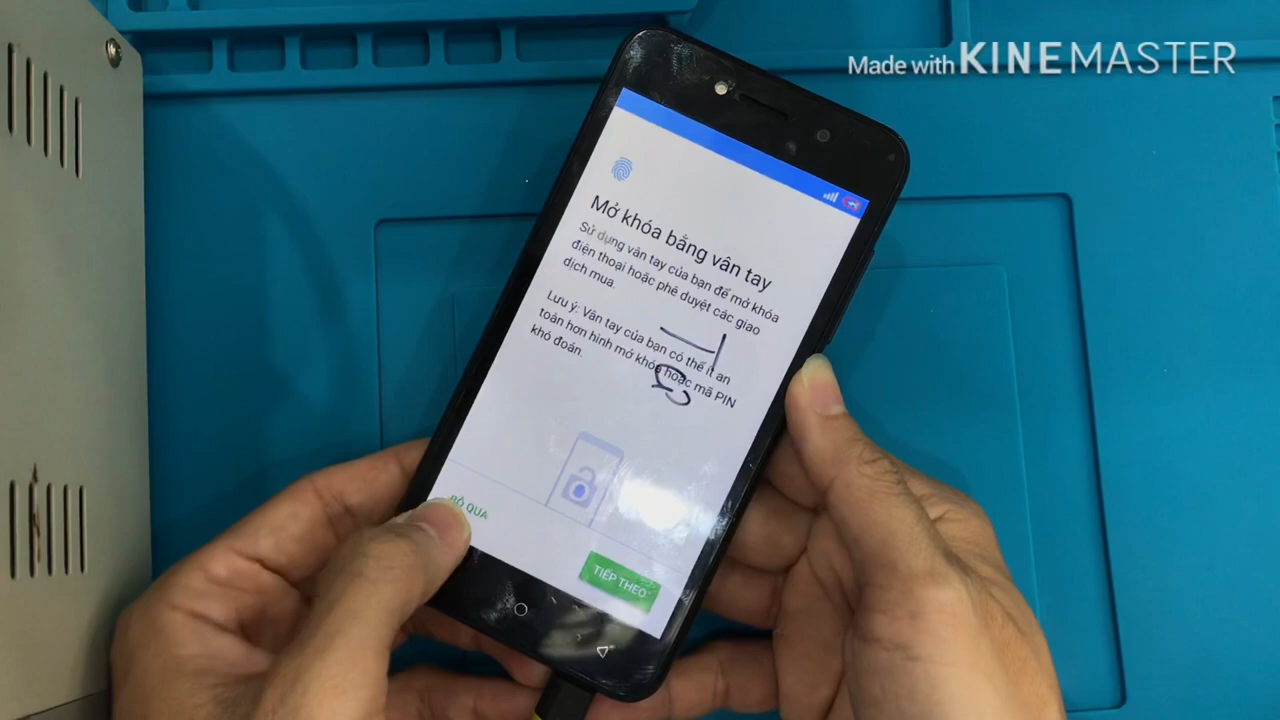 Made with KINEMASTER
Mở khóa bằng vân tay
Sử dụng vân tay của bạn để mở khóa
điện thoại hoặc phê duyệt các giao
dịch mua.
Lưu ý: Vân tay của bạn có thể ít an
toàn hơn hình mở khóa hoặc mã PIN
khó đoán.
BỎ QUA
TIẾP THEO